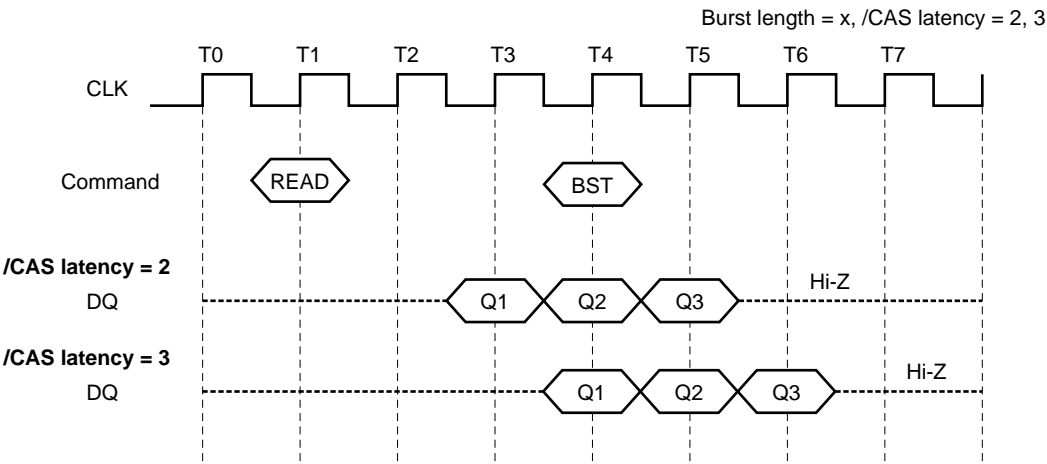 Burst length = x, /CAS latency = 2, 3
T0 T1 T2 T3 T4 T5 T6 T7
CLK
Command READ BST
/CAS latency = 2
DQ Q1 Q2 Q3 Hi-Z
/CAS latency = 3
DQ Q1 Q2 Q3 Hi-Z